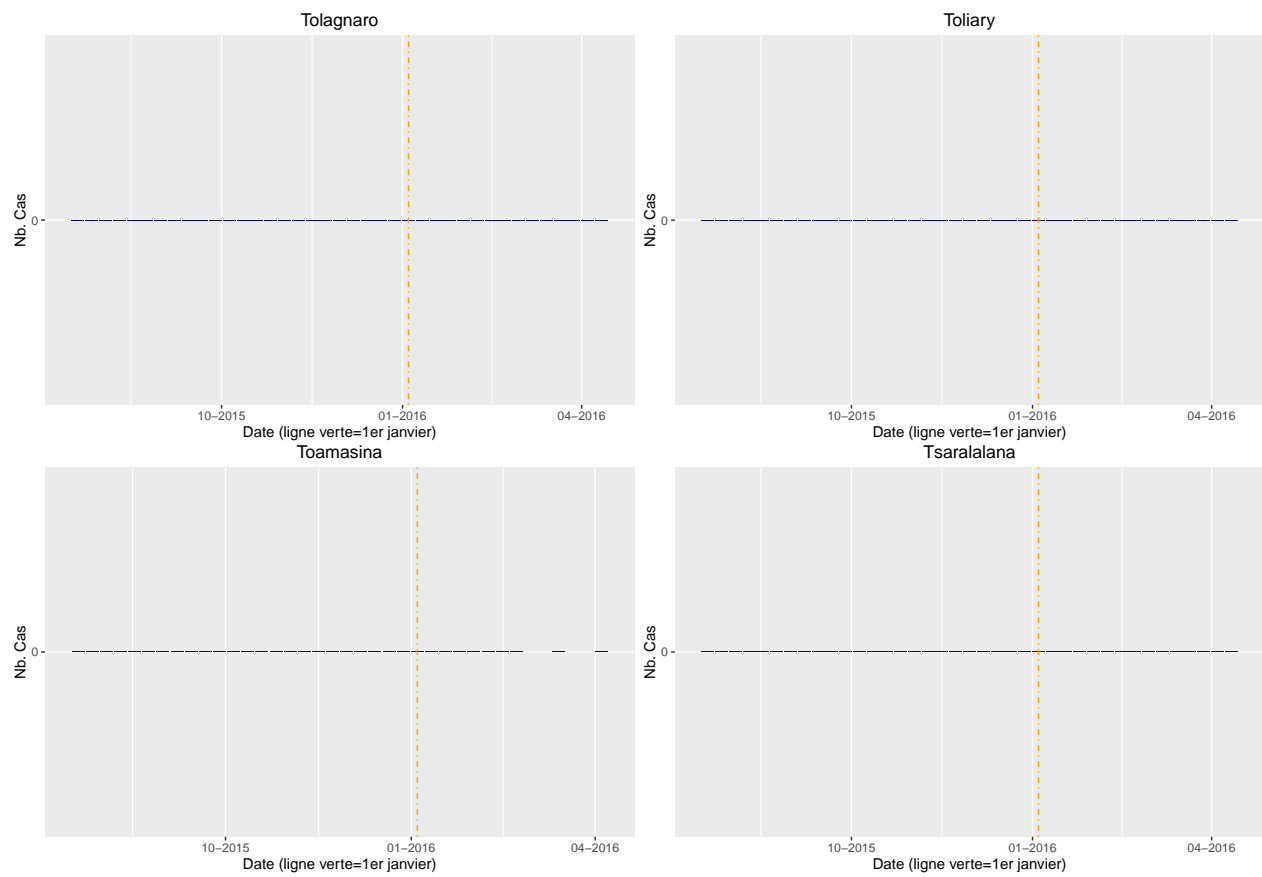 Tolagnaro
Nb. Cas
0
10–2015 01–2016 04–2016
Date (ligne verte=1er janvier)
Toliary
Nb. Cas
0
10–2015 01–2016 04–2016
Date (ligne verte=1er janvier)
Toamasina
Nb. Cas
0
10–2015 01–2016 04–2016
Date (ligne verte=1er janvier)
Tsaralalana
Nb. Cas
0
10–2015 01–2016 04–2016
Date (ligne verte=1er janvier)